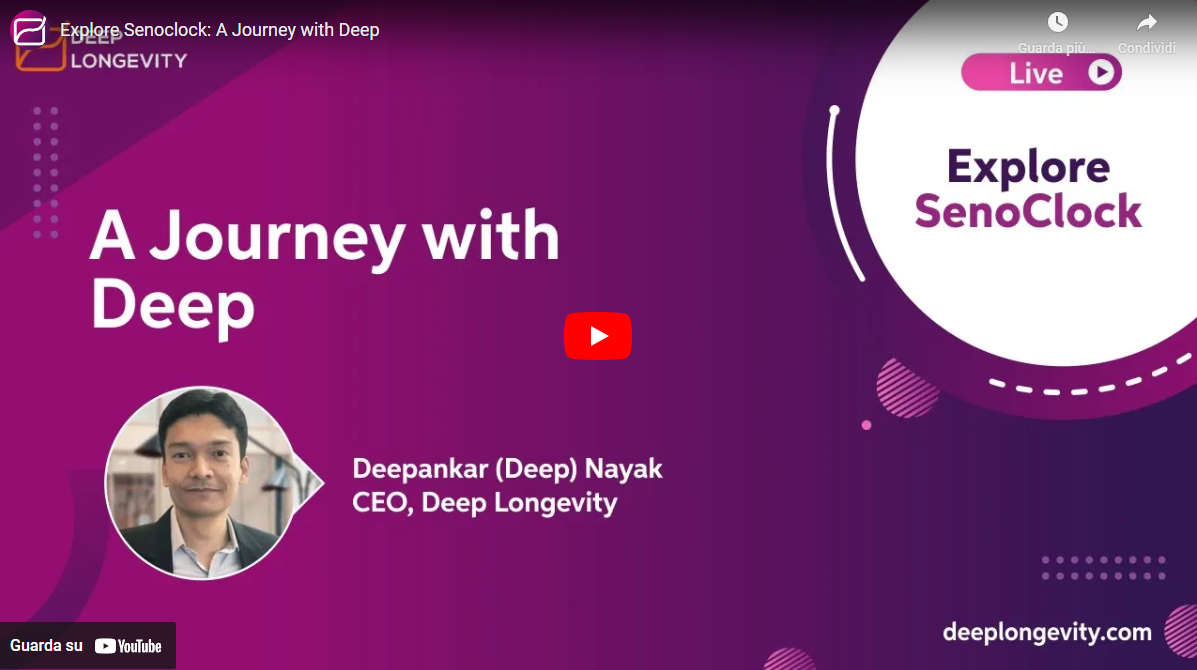 Explore Senoclock: A Journey with Deep
DEEP
LONGEVITY
Guarda più...
Condividi
Live
Explore
SenoClock
A Journey with
Deep
Deepankar (Deep) Nayak
CEO, Deep Longevity
deeplongevity.com
Guarda su YouTube